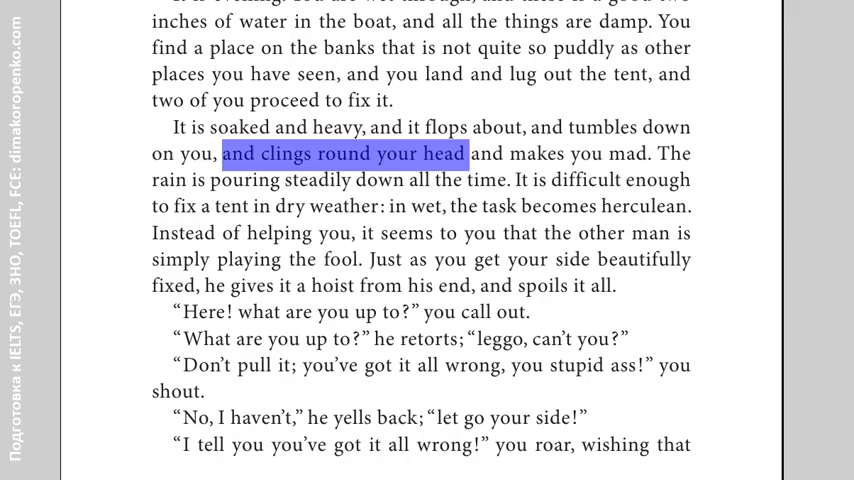 inches of water in the boat, and all the things are damp. You
find a place on the banks that is not quite so puddly as other
places you have seen, and you land and lug out the tent, and
two of you proceed to fix it.
It is soaked and heavy, and it flops about, and tumbles down
on you, and clings round your head and makes you mad. The
rain is pouring steadily down all the time. It is difficult enough
to fix a tent in dry weather: in wet, the task becomes herculean.
Instead of helping you, it seems to you that the other man is
simply playing the fool. Just as you get your side beautifully
fixed, he gives it a hoist from his end, and spoils it all.
“Here! what are you up to?” you call out.
“What are you up to?” he retorts; “leggo, can’t you?”
“Don’t pull it; you’ve got it all wrong, you stupid ass!” you
shout.
“No, I haven’t,” he yells back; “let go your side!”
“I tell you you’ve got it all wrong!” you roar, wishing that
Подготовка к IELTS, ЕГЭ, ЗНО, TOEFL, FCE: dimakoropenko.com